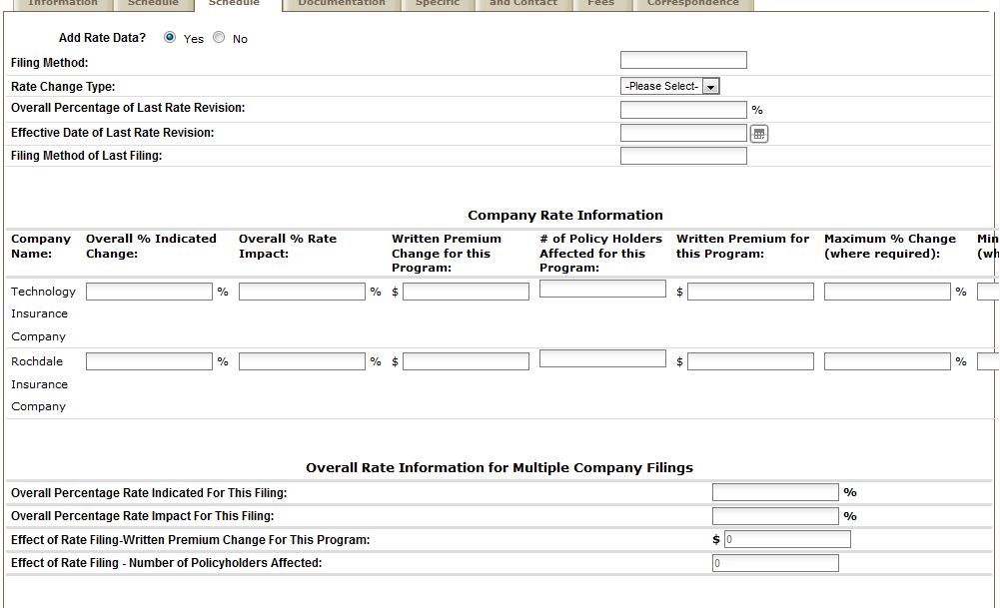 Information Schedule Schedule Documentation Specific and Contact Fees Correspondence
Add Rate Data? Yes No
Filing Method:
Rate Change Type: -Please Select-
Overall Percentage of Last Rate Revision: %
Effective Date of Last Rate Revision:
Filing Method of Last Filing:
Company Rate Information
Company Overall % Indicated Overall % Rate Written Premium # of Policy Holders Written Premium for Maximum % Change
Name: Change: Impact: Change for this Affected for this this Program: (where required):
Program: Program:
Technology % % $ $ %
Insurance
Company
Rochdale % % $ $ %
Insurance
Company
Overall Rate Information for Multiple Company Filings
Overall Percentage Rate Indicated For This Filing: %
Overall Percentage Rate Impact For This Filing: %
Effect of Rate Filing-Written Premium Change For This Program: $ 0
Effect of Rate Filing - Number of Policyholders Affected: 0